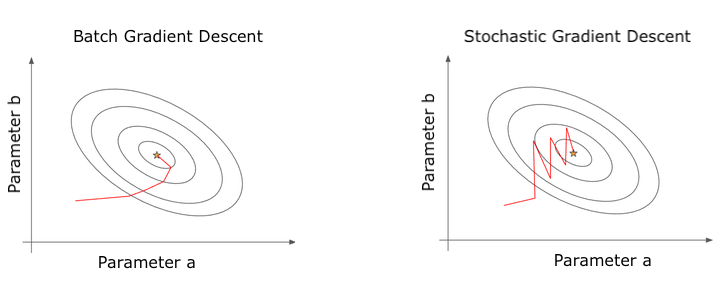 Batch Gradient Descent
Parameter b
Parameter a
Stochastic Gradient Descent
Parameter b
Parameter a